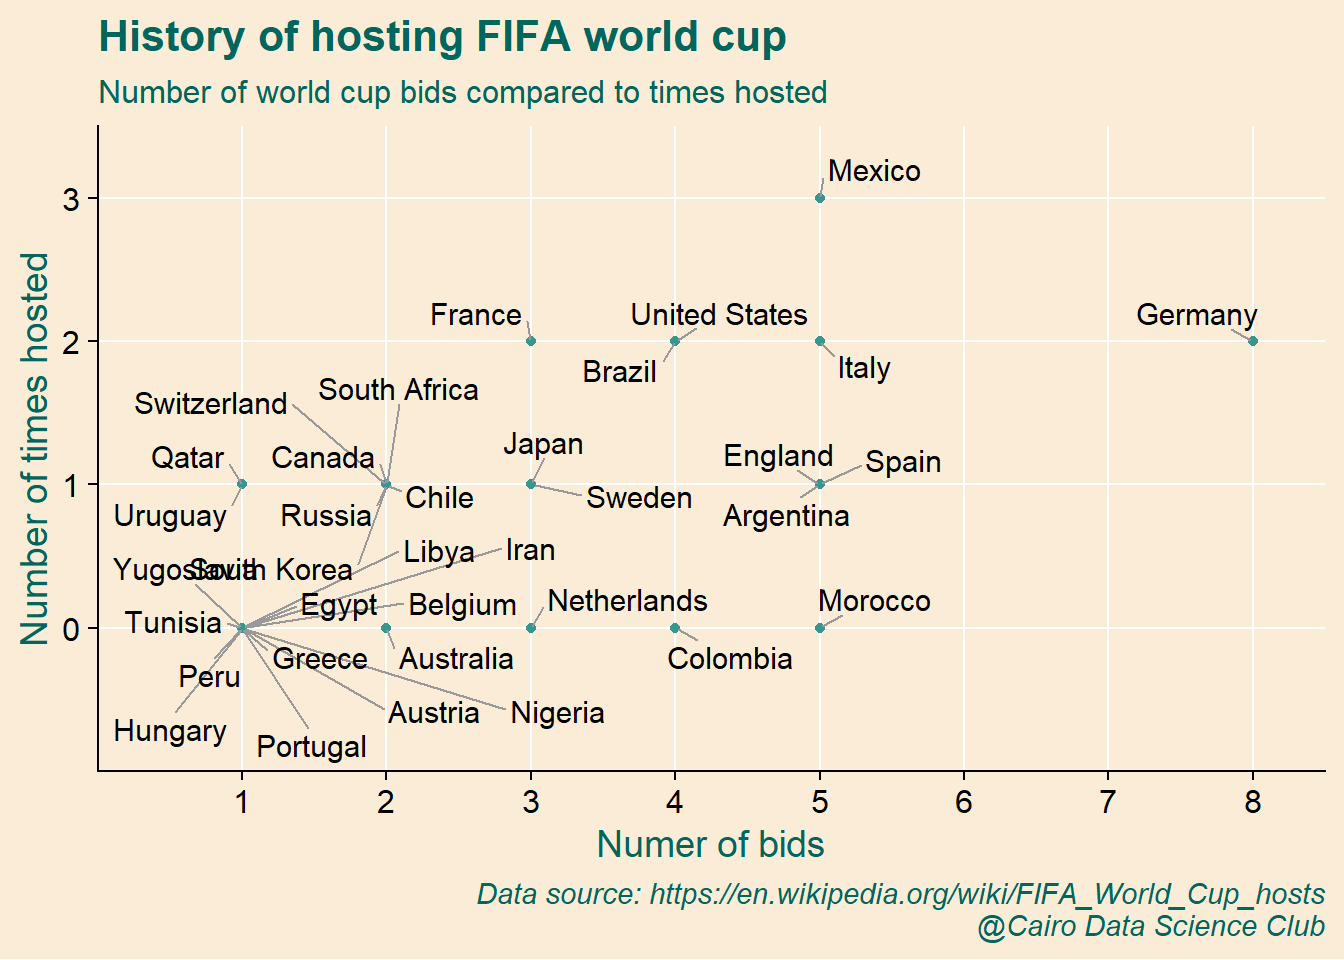 History of hosting FIFA world cup
Number of world cup bids compared to times hosted
Number of times hosted
3
2
1
0
Mexico
France
United States
Germany
Brazil
Italy
South Africa
Switzerland
Japan
Qatar
Canada
England
Spain
Chile
Sweden
Uruguay
Russia
Argentina
Libya
Iran
Yugoslavia
South Korea
Egypt
Belgium
Netherlands
Morocco
Tunisia
Greece
Australia
Colombia
Peru
Austria
Nigeria
Hungary
Portugal
1 2 3 4 5 6 7 8
Numer of bids
Data source: https://en.wikipedia.org/wiki/FIFA_World_Cup_hosts
@Cairo Data Science Club